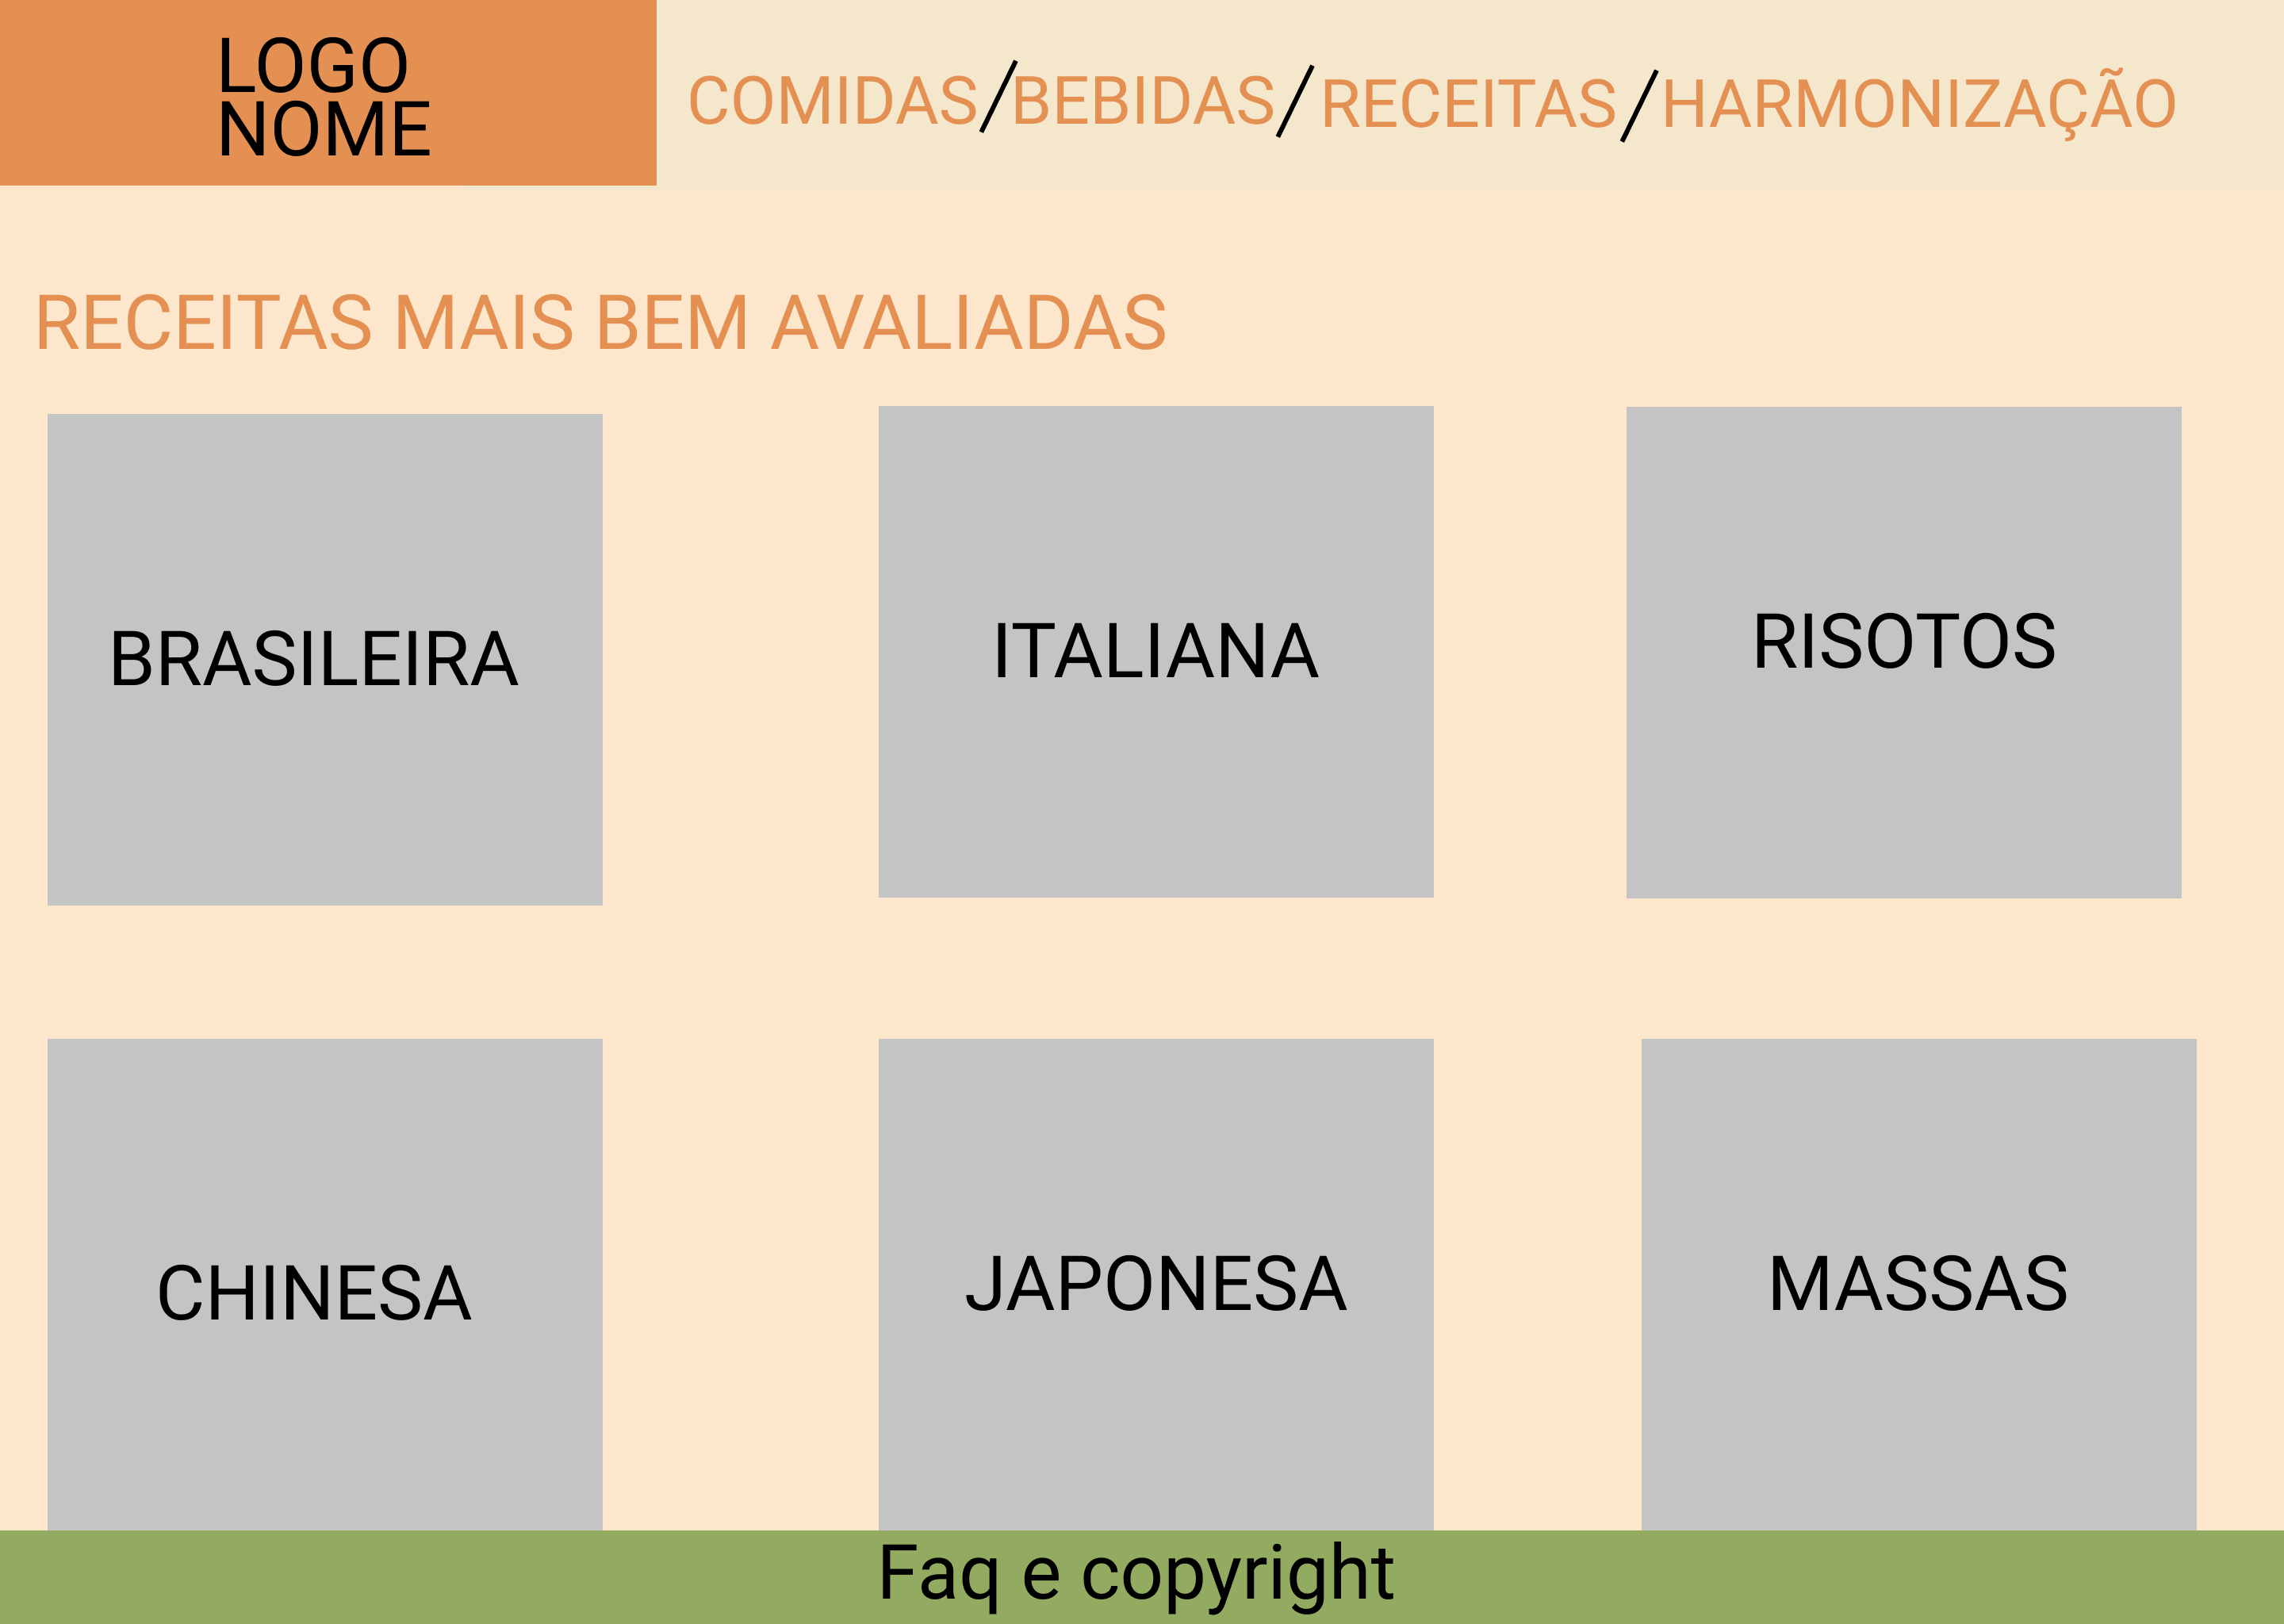 LOGO
NOME
COMIDAS/BEBIDAS/RECEITAS/HARMONIZAÇÃO
RECEITAS MAIS BEM AVALIADAS
BRASILEIRA
ITALIANA
RISOTOS
CHINESA
JAPONESA
MASSAS
Faq e copyright